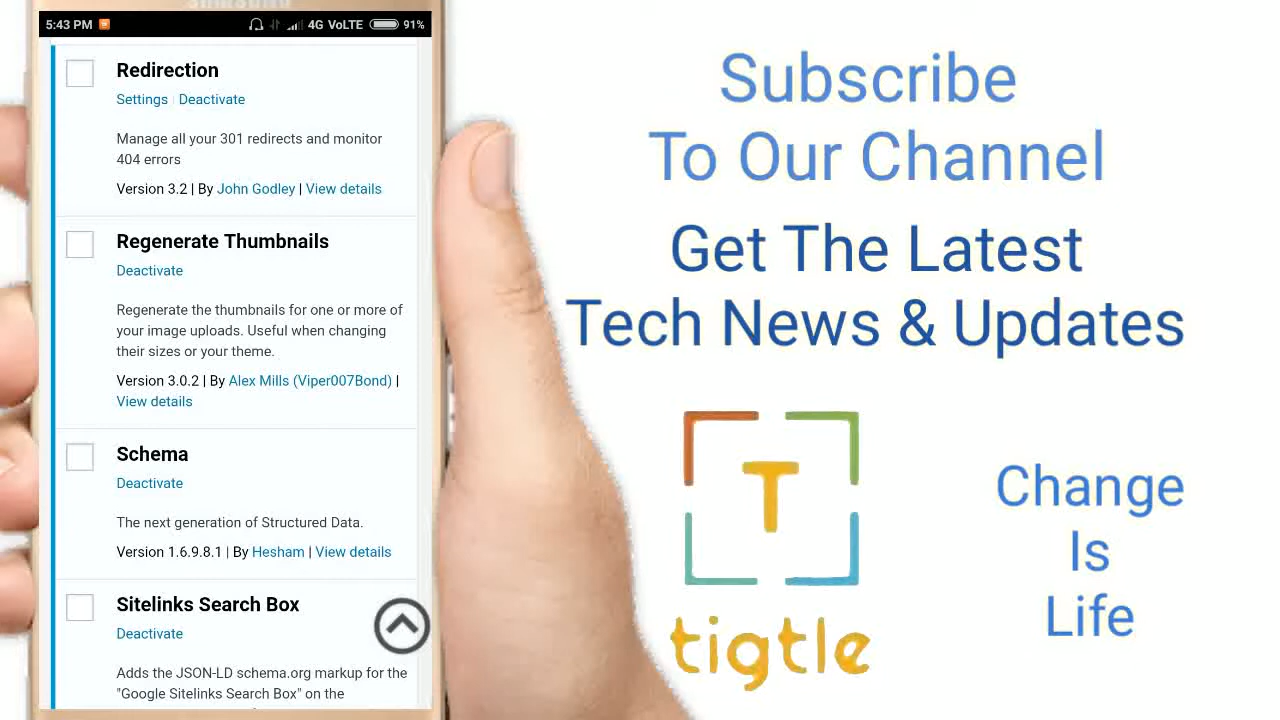 SAMSUNG
5:43 PM 4G VoLTE 91%
Redirection
Settings | Deactivate
Manage all your 301 redirects and monitor
404 errors
Version 3.2 | By John Godley | View details
Regenerate Thumbnails
Deactivate
Regenerate the thumbnails for one or more of
your image uploads. Useful when changing
their sizes or your theme.
Version 3.0.2 | By Alex Mills (Viper007Bond) |
View details
Schema
Deactivate
The next generation of Structured Data.
Version 1.6.9.8.1 | By Hesham | View details
Sitelinks Search Box
Deactivate
Adds the JSON-LD schema.org markup for the
"Google Sitelinks Search Box" on the
Subscribe
To Our Channel
Get The Latest
Tech News & Updates
T
tigtle
Change
Is
Life